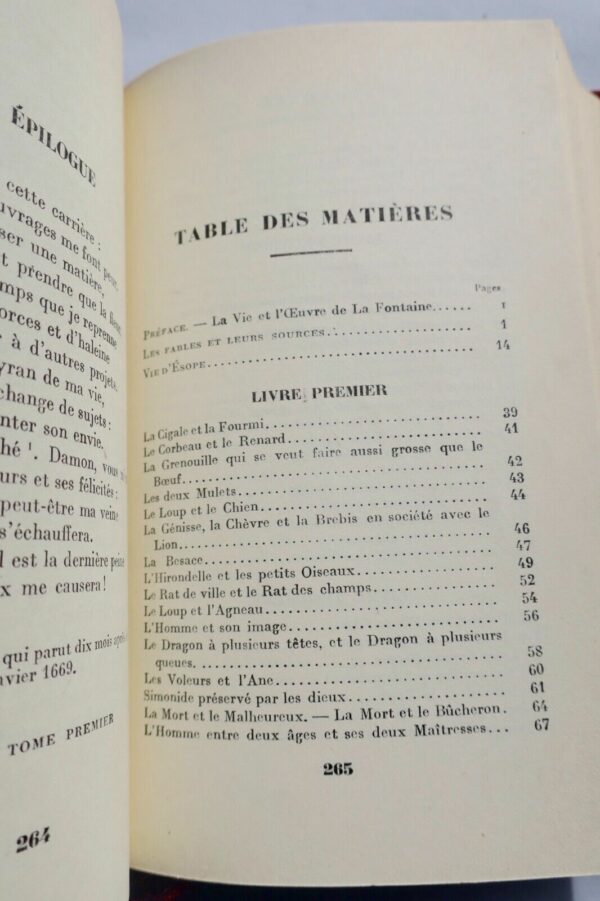 ÉPILOGUE
cette carrière :
uvrages me font peur.
ser une matière,
t prendre que la fleur.
mps que je reprenne
orces et d'haleine
r à d'autres projets.
yran de ma vie,
change de sujets :
nter son envie.
hé ¹. Damon, vous
urs et ses félicités :
peut-être ma veine
s'échauffera.
l est la dernière peine
x me causera !
qui parut dix mois après
nvier 1669.
TOME PREMIER
264
TABLE DES MATIÈRES
Pages
PRÉFACE. — La Vie et l'Œuvre de La Fontaine...... I
LES FABLES ET LEURS SOURCES.................. 1
VIE D'ÉSOPE.................................. 14
LIVRE PREMIER
La Cigale et la Fourmi........................ 39
Le Corbeau et le Renard....................... 41
La Grenouille qui se veut faire aussi grosse que le
Bœuf...................................... 42
Les deux Mulets............................... 43
Le Loup et le Chien........................... 44
La Génisse, la Chèvre et la Brebis en société avec le
Lion...................................... 46
La Besace..................................... 47
L'Hirondelle et les petits Oiseaux............ 49
Le Rat de ville et le Rat des champs.......... 52
Le Loup et l'Agneau........................... 54
L'Homme et son image.......................... 56
Le Dragon à plusieurs têtes, et le Dragon à plusieurs
queues.................................... 58
Les Voleurs et l'Ane.......................... 60
Simonide préservé par les dieux............... 61
La Mort et le Malheureux. — La Mort et le Bûcheron. 64
L'Homme entre deux âges et ses deux Maîtresses... 67
265